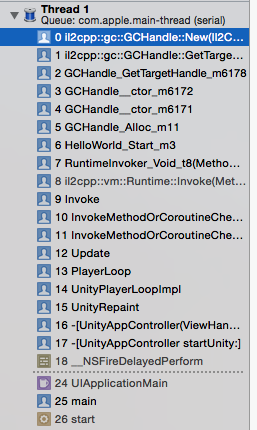 Thread 1
Queue: com.apple.main-thread (serial)
0 il2cpp::gc::GCHandle::New(Il2C...
1 il2cpp::gc::GCHandle::GetTarge...
2 GCHandle_GetTargetHandle_m6178
3 GCHandle__ctor_m6172
4 GCHandle__ctor_m6171
5 GCHandle_Alloc_m11
6 HelloWorld_Start_m3
7 RuntimeInvoker_Void_t8(Metho...
8 il2cpp::vm::Runtime::Invoke(Met...
9 Invoke
10 InvokeMethodOrCoroutineChe...
11 InvokeMethodOrCoroutineChe...
12 Update
13 PlayerLoop
14 UnityPlayerLoopImpl
15 UnityRepaint
16 -[UnityAppController(ViewHan...
17 -[UnityAppController startUnity:]
18 __NSFireDelayedPerform
24 UIApplicationMain
25 main
26 start